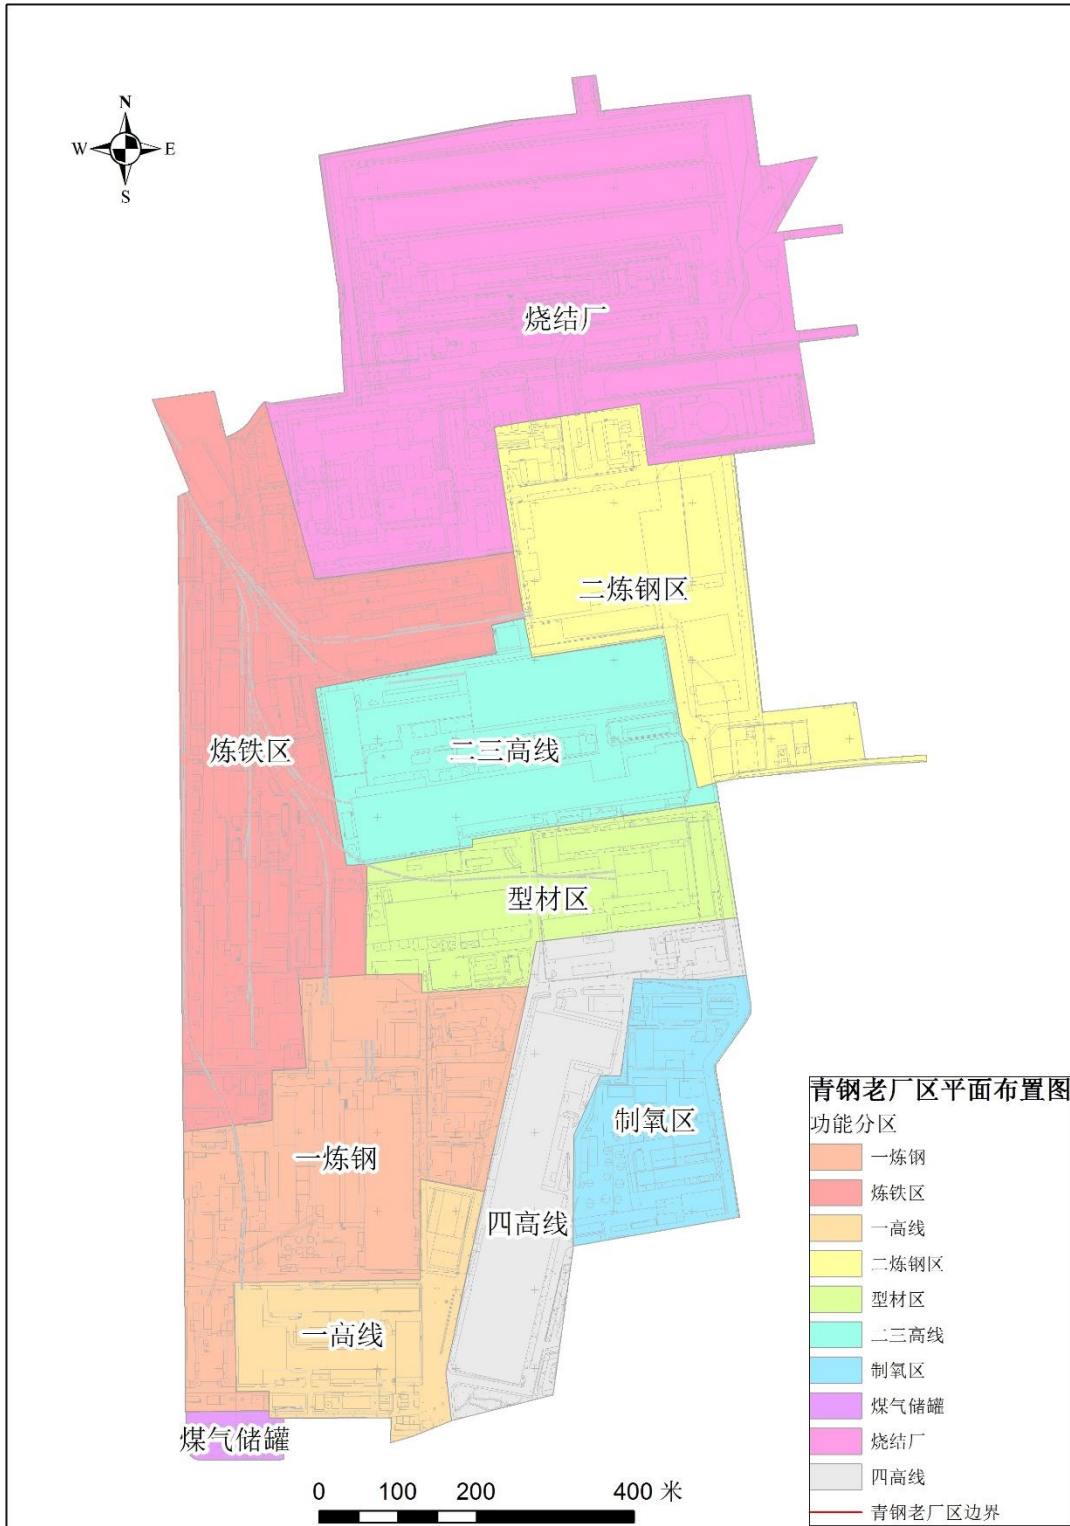 N
W E
S
烧结厂
二炼钢区
炼铁区
二三高线
型材区
制氧区
一炼钢
四高线
一高线
煤气储罐
青钢老厂区平面布置图
功能分区
一炼钢
炼铁区
一高线
二炼钢区
型材区
二三高线
制氧区
煤气储罐
烧结厂
四高线
青钢老厂区边界
0 100 200 400 米